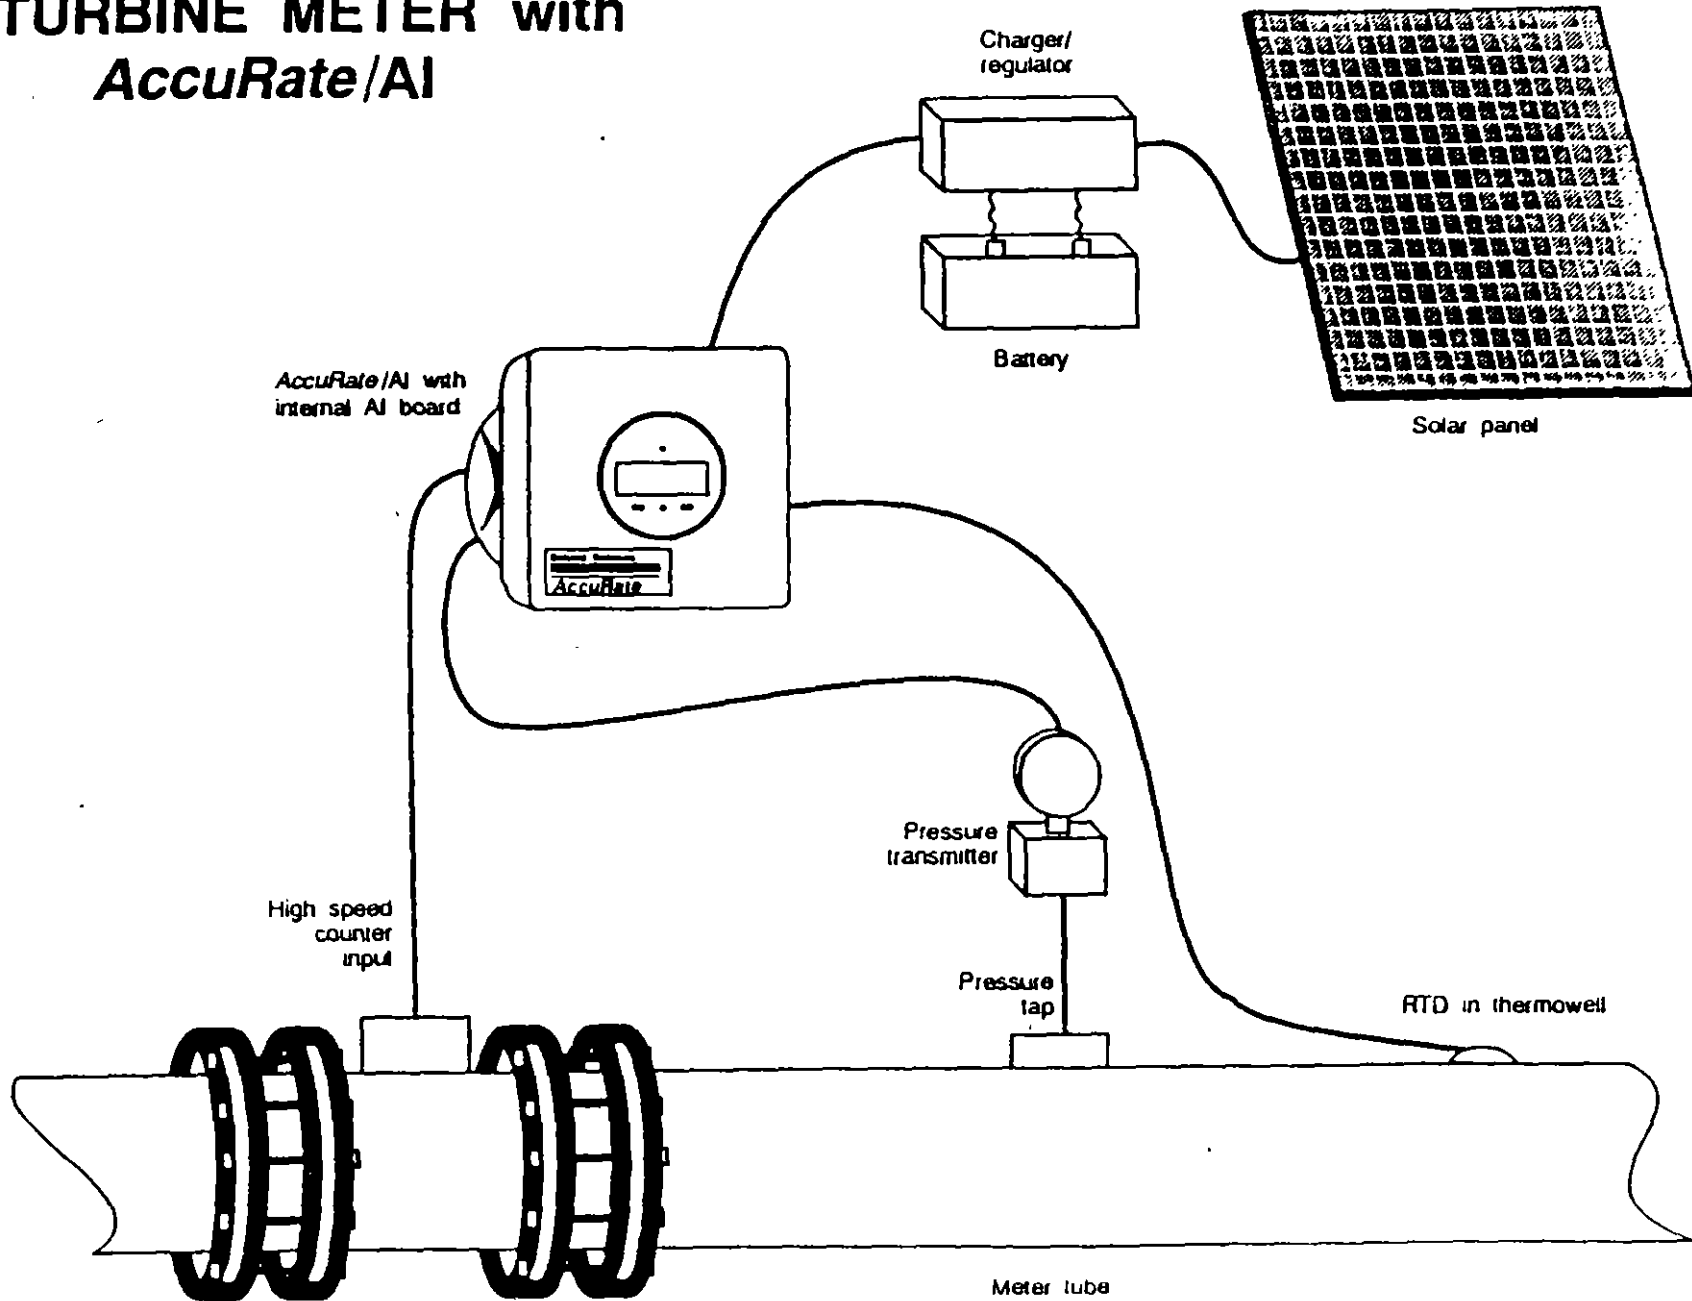 TURBINE METER with
AccuRate/AI
Charger/
regulator
Battery
Solar panel
AccuRate/AI with
internal AI board
AccuRate
Pressure
transmitter
High speed
counter
input
Pressure
tap
RTD in thermowell
Meter tube